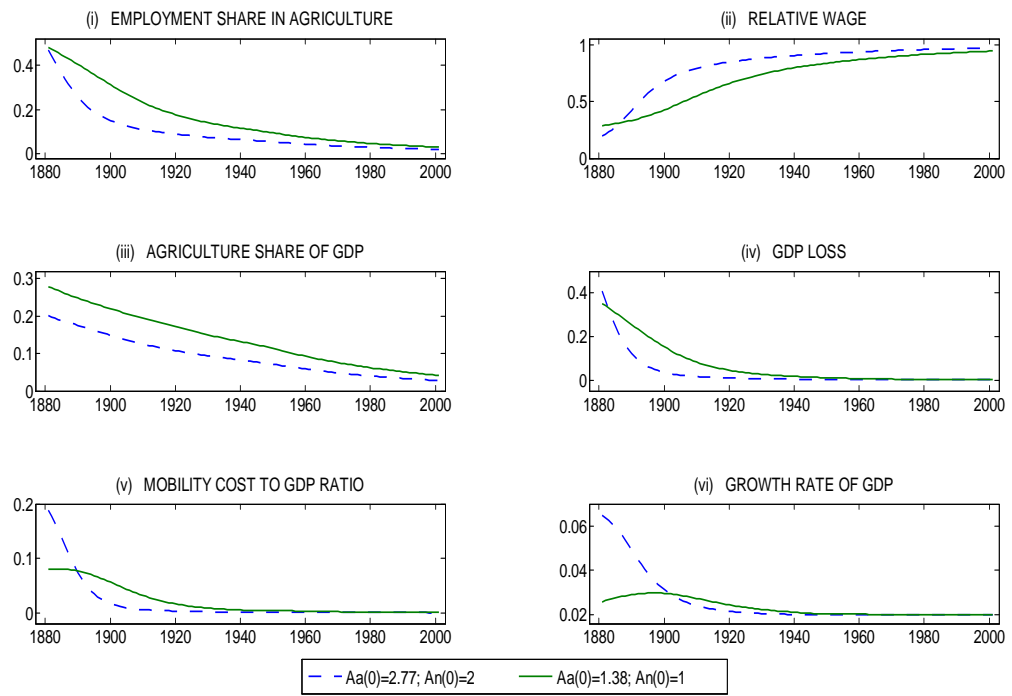 (i) EMPLOYMENT SHARE IN AGRICULTURE
0.4
0.2
0
1880 1900 1920 1940 1960 1980 2000
(ii) RELATIVE WAGE
1
0.5
0
1880 1900 1920 1940 1960 1980 2000
(iii) AGRICULTURE SHARE OF GDP
0.3
0.2
0.1
0
1880 1900 1920 1940 1960 1980 2000
(iv) GDP LOSS
0.4
0.2
0
1880 1900 1920 1940 1960 1980 2000
(v) MOBILITY COST TO GDP RATIO
0.2
0.1
0
1880 1900 1920 1940 1960 1980 2000
(vi) GROWTH RATE OF GDP
0.06
0.04
0.02
1880 1900 1920 1940 1960 1980 2000
Aa(0)=2.77; An(0)=2 Aa(0)=1.38; An(0)=1